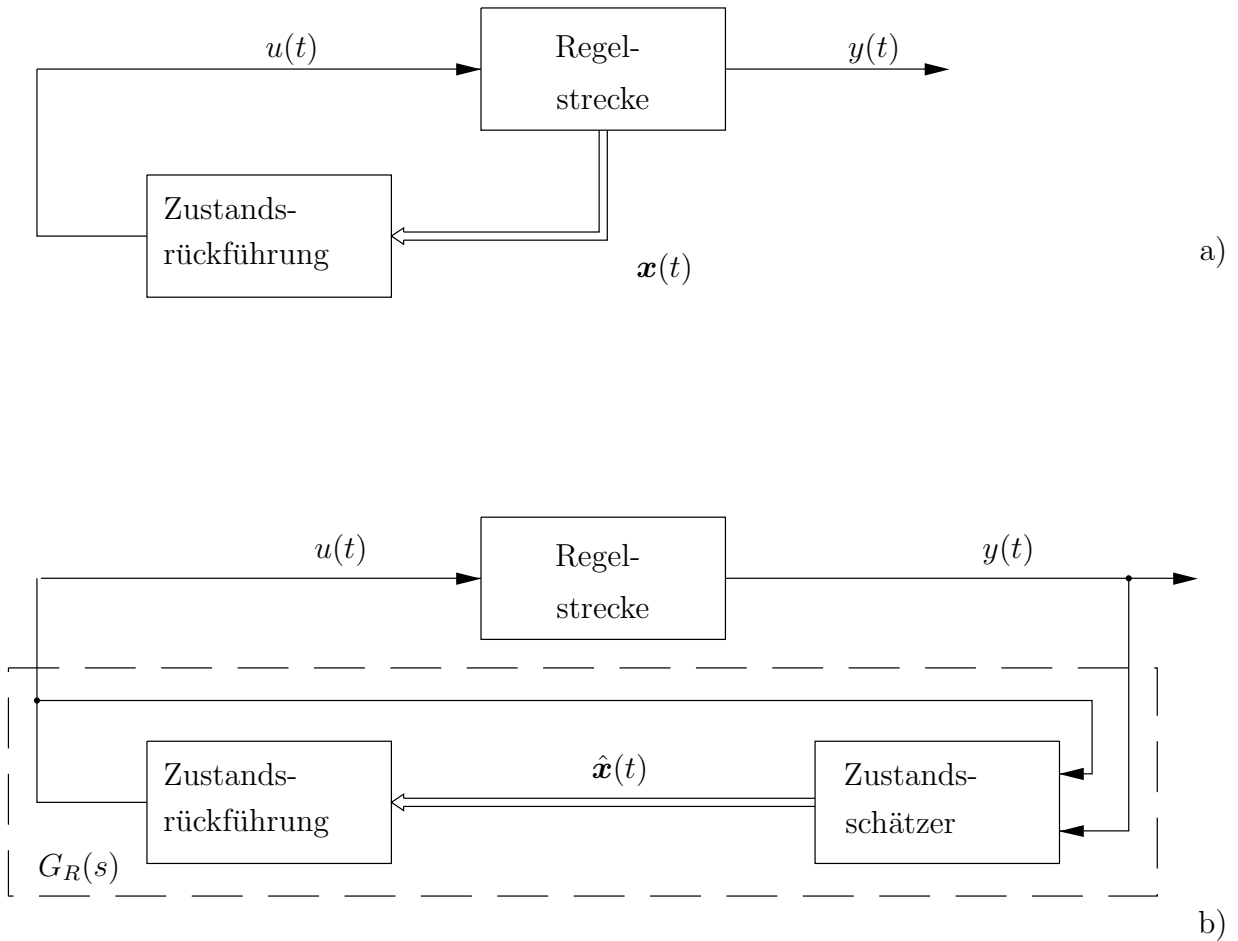 u(t)
Regel-
strecke
y(t)
Zustands-
rückführung
x(t)
a)
u(t)
Regel-
strecke
y(t)
Zustands-
rückführung
x̂(t)
Zustands-
schätzer
G_R(s)
b)